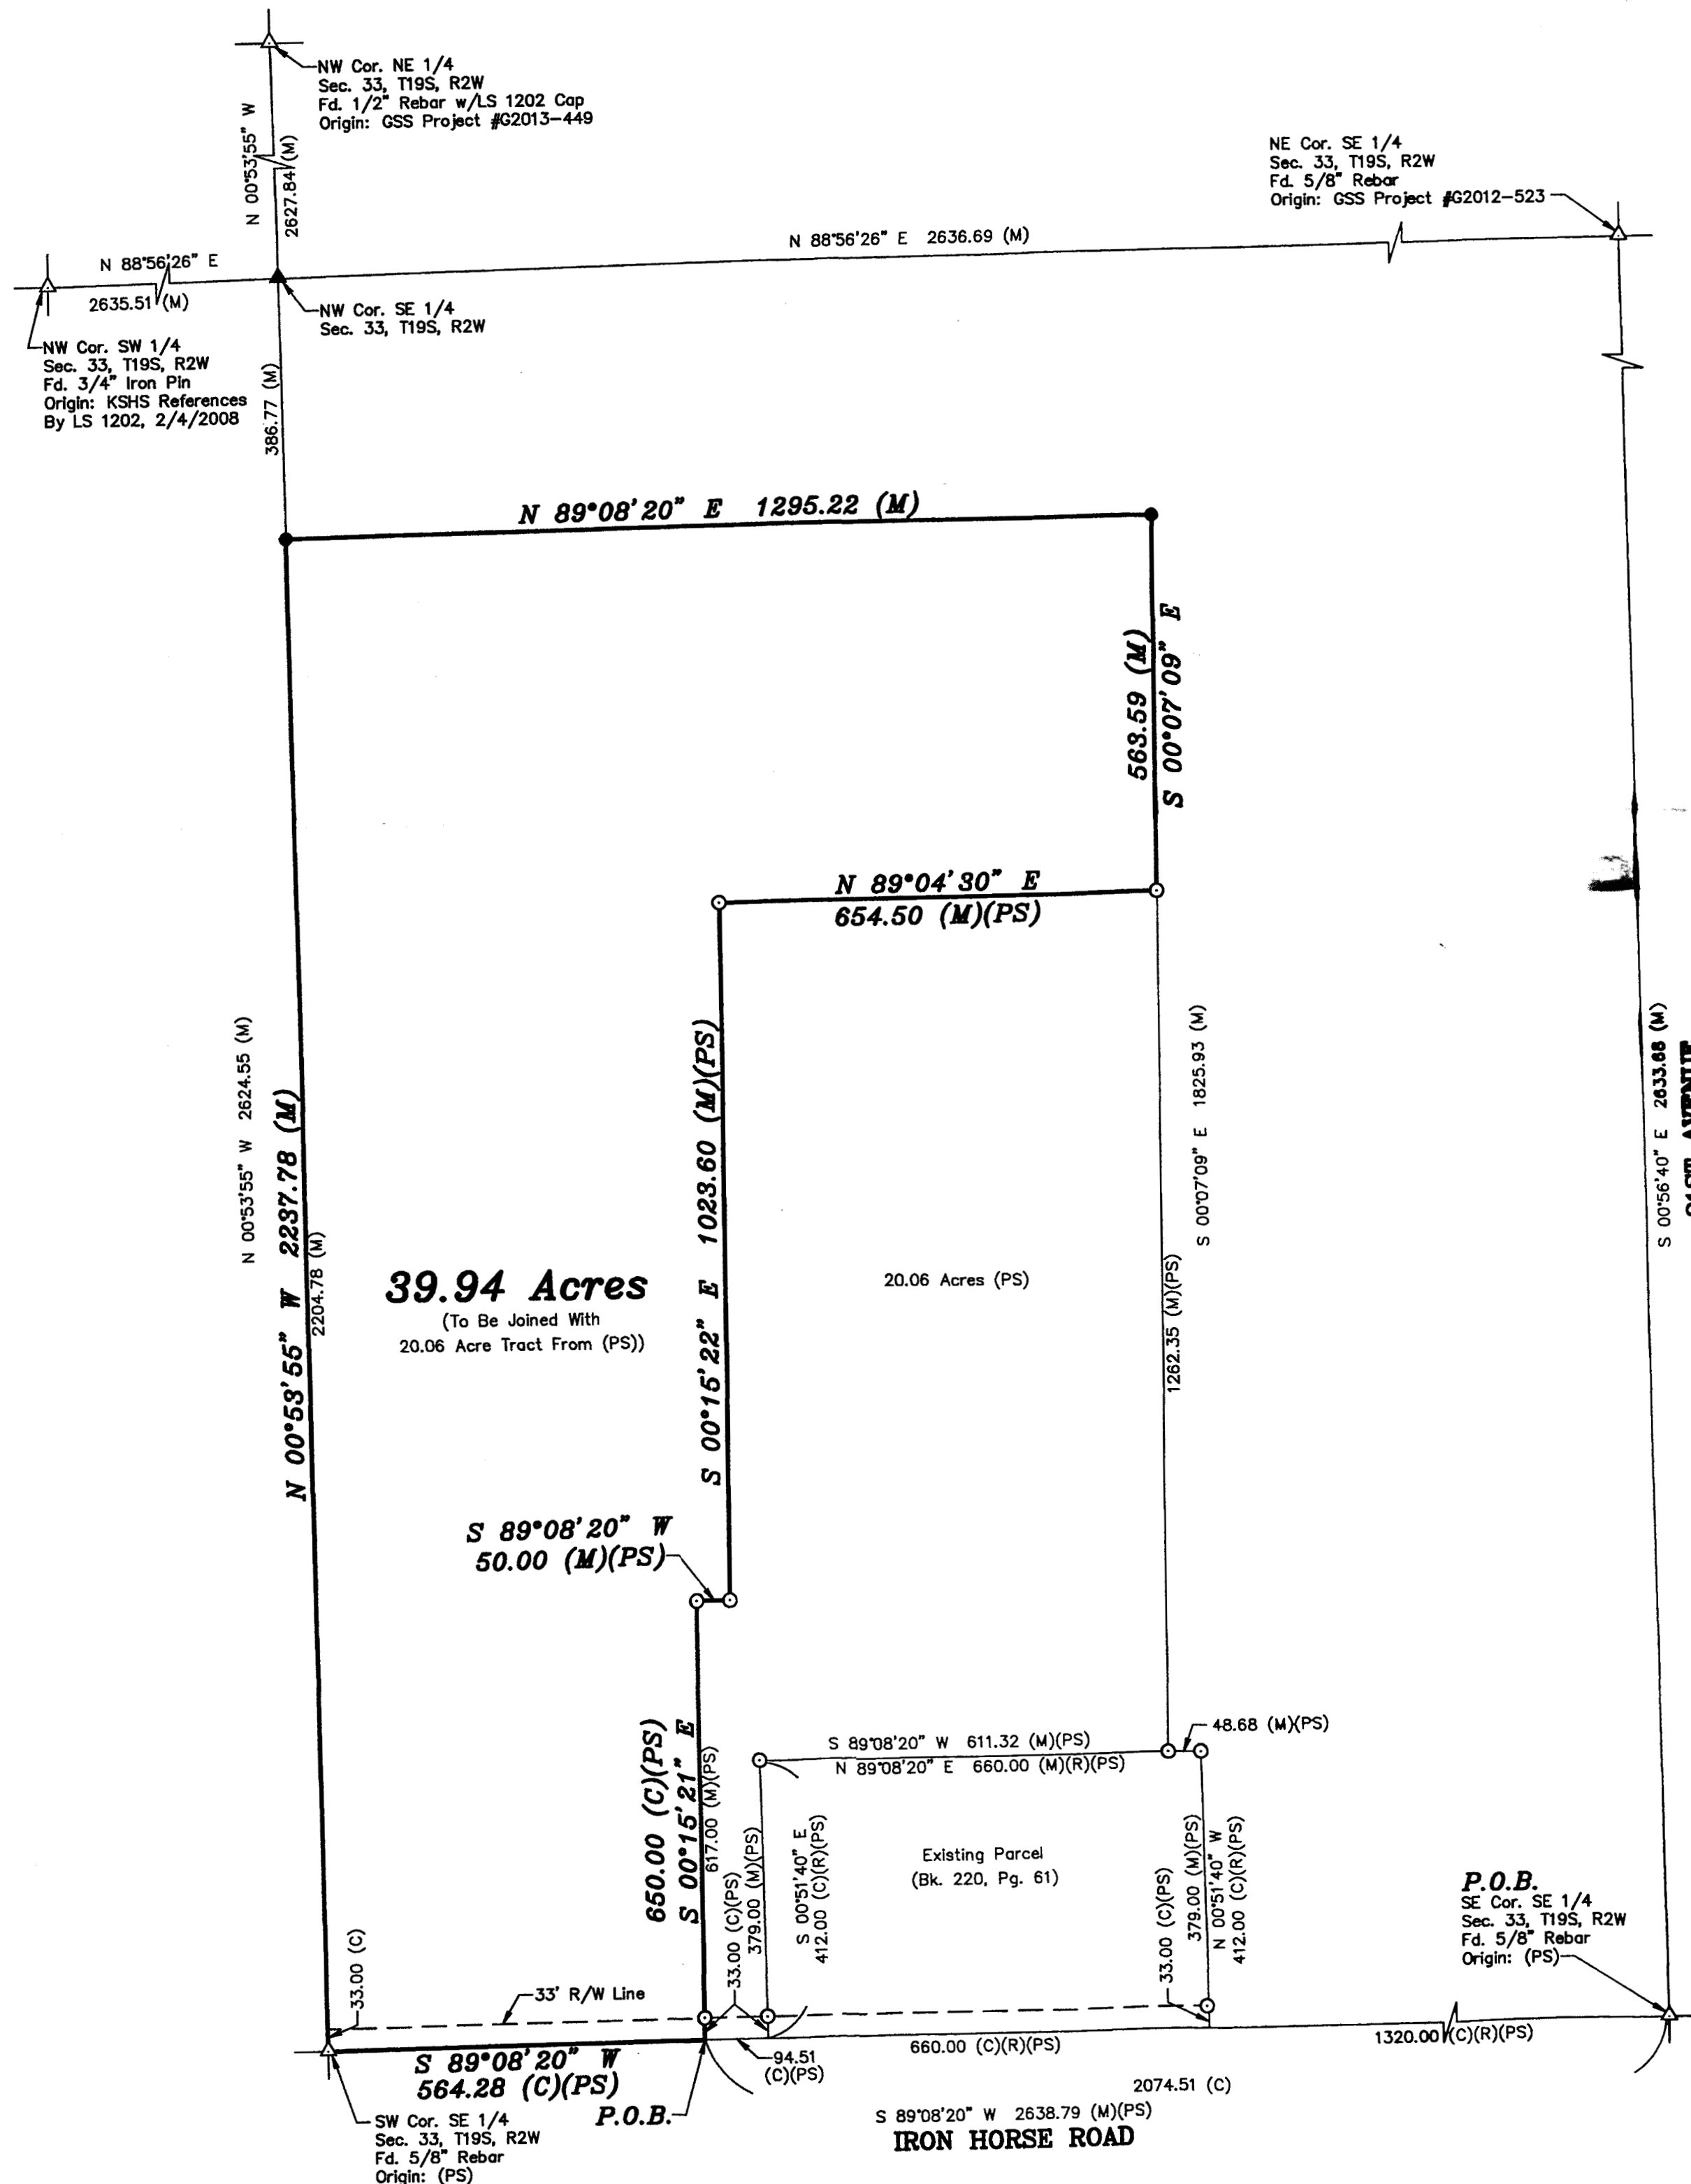 NW Cor. NE 1/4
Sec. 33, T19S, R2W
Fd. 1/2" Rebar w/LS 1202 Cap
Origin: GSS Project #G2013-449
N 00°53'55" W
2627.84 (M)
NE Cor. SE 1/4
Sec. 33, T19S, R2W
Fd. 5/8" Rebar
Origin: GSS Project #G2012-523
N 88°56'26" E 2636.69 (M)
N 88°56'26" E
2635.51 (M)
NW Cor. SE 1/4
Sec. 33, T19S, R2W
NW Cor. SW 1/4
Sec. 33, T19S, R2W
Fd. 3/4" Iron Pin
Origin: KSHS References
By LS 1202, 2/4/2008
386.77 (M)
N 89°08'20" E 1295.22 (M)
563.59 (M)
S 00°07'09" E
N 89°04'30" E
654.50 (M)(PS)
N 00°53'55" W 2624.55 (M)
N 00°53'55" W 2237.78 (M)
2204.78 (M)
S 00°15'22" E 1023.60 (M)(PS)
S 00°07'09" E 1825.93 (M)
1262.35 (M)(PS)
S 00°56'40" E 2633.68 (M)
39.94 Acres
(To Be Joined With
20.06 Acre Tract From (PS))
20.06 Acres (PS)
S 89°08'20" W
50.00 (M)(PS)
650.00 (C)(PS)
S 00°15'21" E
617.00 (M)(PS)
S 89°08'20" W 611.32 (M)(PS)
N 89°08'20" E 660.00 (M)(R)(PS)
48.68 (M)(PS)
33.00 (C)(PS)
379.00 (M)(PS)
S 00°51'40" E
412.00 (C)(R)(PS)
Existing Parcel
(Bk. 220, Pg. 61)
33.00 (C)(PS)
379.00 (M)(PS)
N 00°51'40" W
412.00 (C)(R)(PS)
P.O.B.
SE Cor. SE 1/4
Sec. 33, T19S, R2W
Fd. 5/8" Rebar
Origin: (PS)
33.00 (C)
33' R/W Line
S 89°08'20" W
564.28 (C)(PS)
94.51
(C)(PS)
660.00 (C)(R)(PS)
1320.00 (C)(R)(PS)
2074.51 (C)
P.O.B.
SW Cor. SE 1/4
Sec. 33, T19S, R2W
Fd. 5/8" Rebar
Origin: (PS)
S 89°08'20" W 2638.79 (M)(PS)
IRON HORSE ROAD